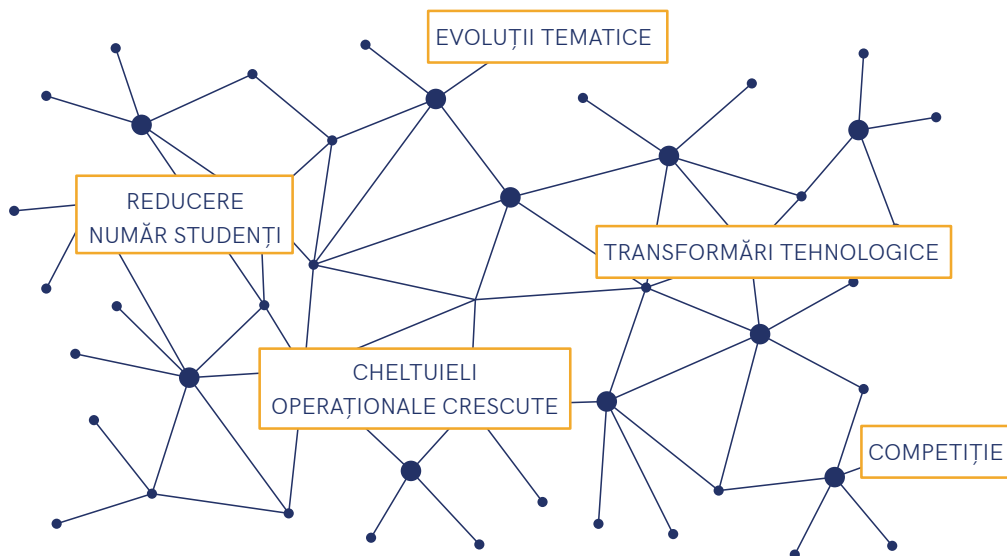 EVOLUȚII TEMATICE
REDUCERE
NUMĂR STUDENȚI
TRANSFORMĂRI TEHNOLOGICE
CHELTUIELI
OPERAȚIONALE CRESCUTE
COMPETIȚIE